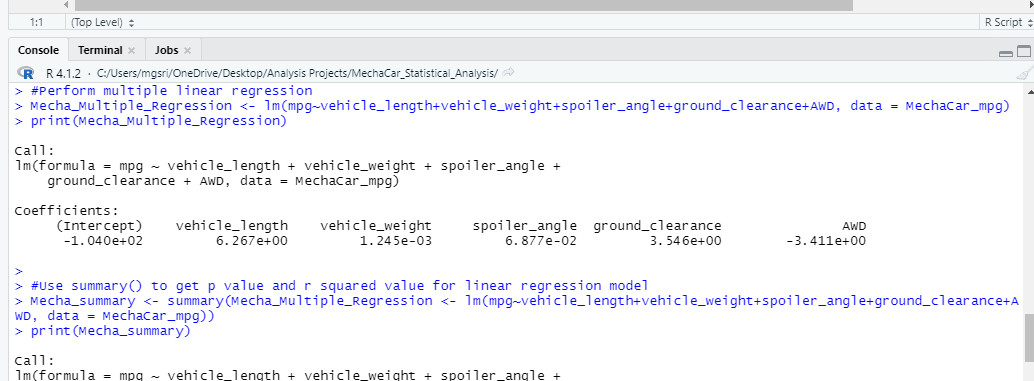 1:1 (Top Level) R Script
Console Terminal Jobs
R R 4.1.2 · C:/Users/mgsri/OneDrive/Desktop/Analysis Projects/MechaCar_Statistical_Analysis/
> #Perform multiple linear regression
> Mecha_Multiple_Regression <- lm(mpg~vehicle_length+vehicle_weight+spoiler_angle+ground_clearance+AWD, data = MechaCar_mpg)
> print(Mecha_Multiple_Regression)
Call:
lm(formula = mpg ~ vehicle_length + vehicle_weight + spoiler_angle +
ground_clearance + AWD, data = MechaCar_mpg)
Coefficients:
(Intercept) vehicle_length vehicle_weight spoiler_angle ground_clearance AWD
-1.040e+02 6.267e+00 1.245e-03 6.877e-02 3.546e+00 -3.411e+00
>
> #Use summary() to get p value and r squared value for linear regression model
> Mecha_summary <- summary(Mecha_Multiple_Regression <- lm(mpg~vehicle_length+vehicle_weight+spoiler_angle+ground_clearance+A
WD, data = MechaCar_mpg))
> print(Mecha_summary)
Call:
lm(formula = mpg ~ vehicle_length + vehicle_weight + spoiler_angle +